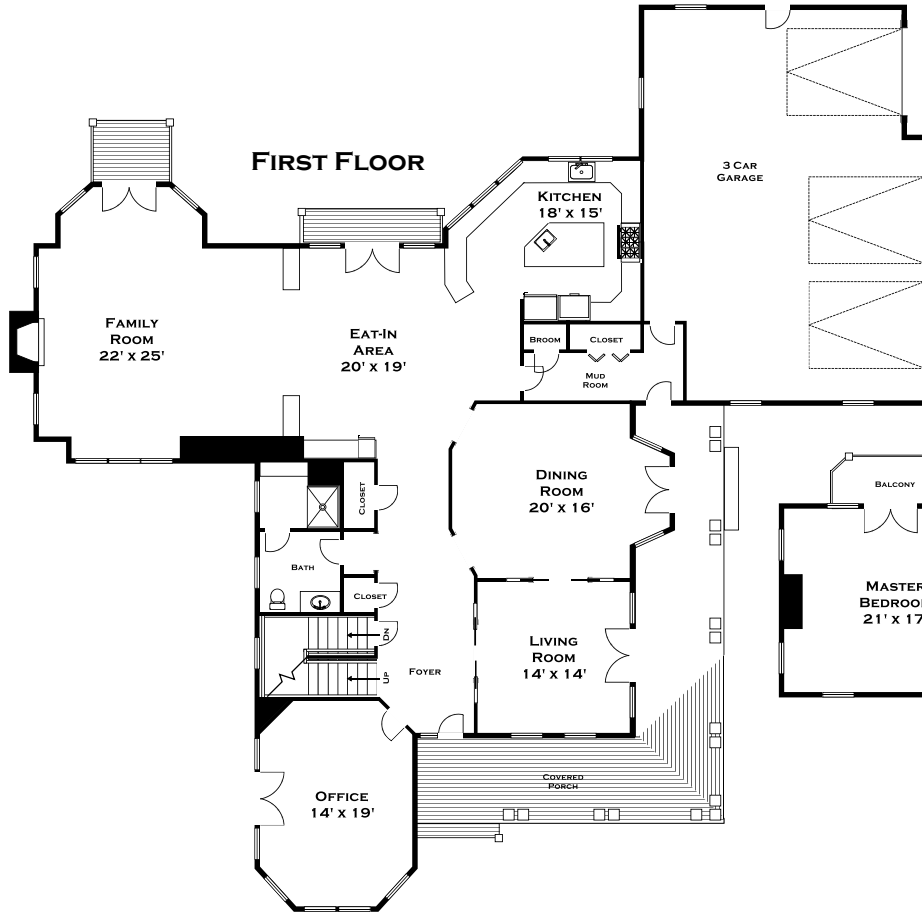 FIRST FLOOR
3 CAR
GARAGE
KITCHEN
18' X 15'
FAMILY
ROOM
22' X 25'
EAT-IN
AREA
20' X 19'
BROOM
CLOSET
MUD
ROOM
DINING
ROOM
20' X 16'
CLOSET
BALCONY
BATH
CLOSET
MASTER
21' X 17'
DN
UP
FOYER
LIVING
ROOM
14' X 14'
COVERED
PORCH
OFFICE
14' X 19'